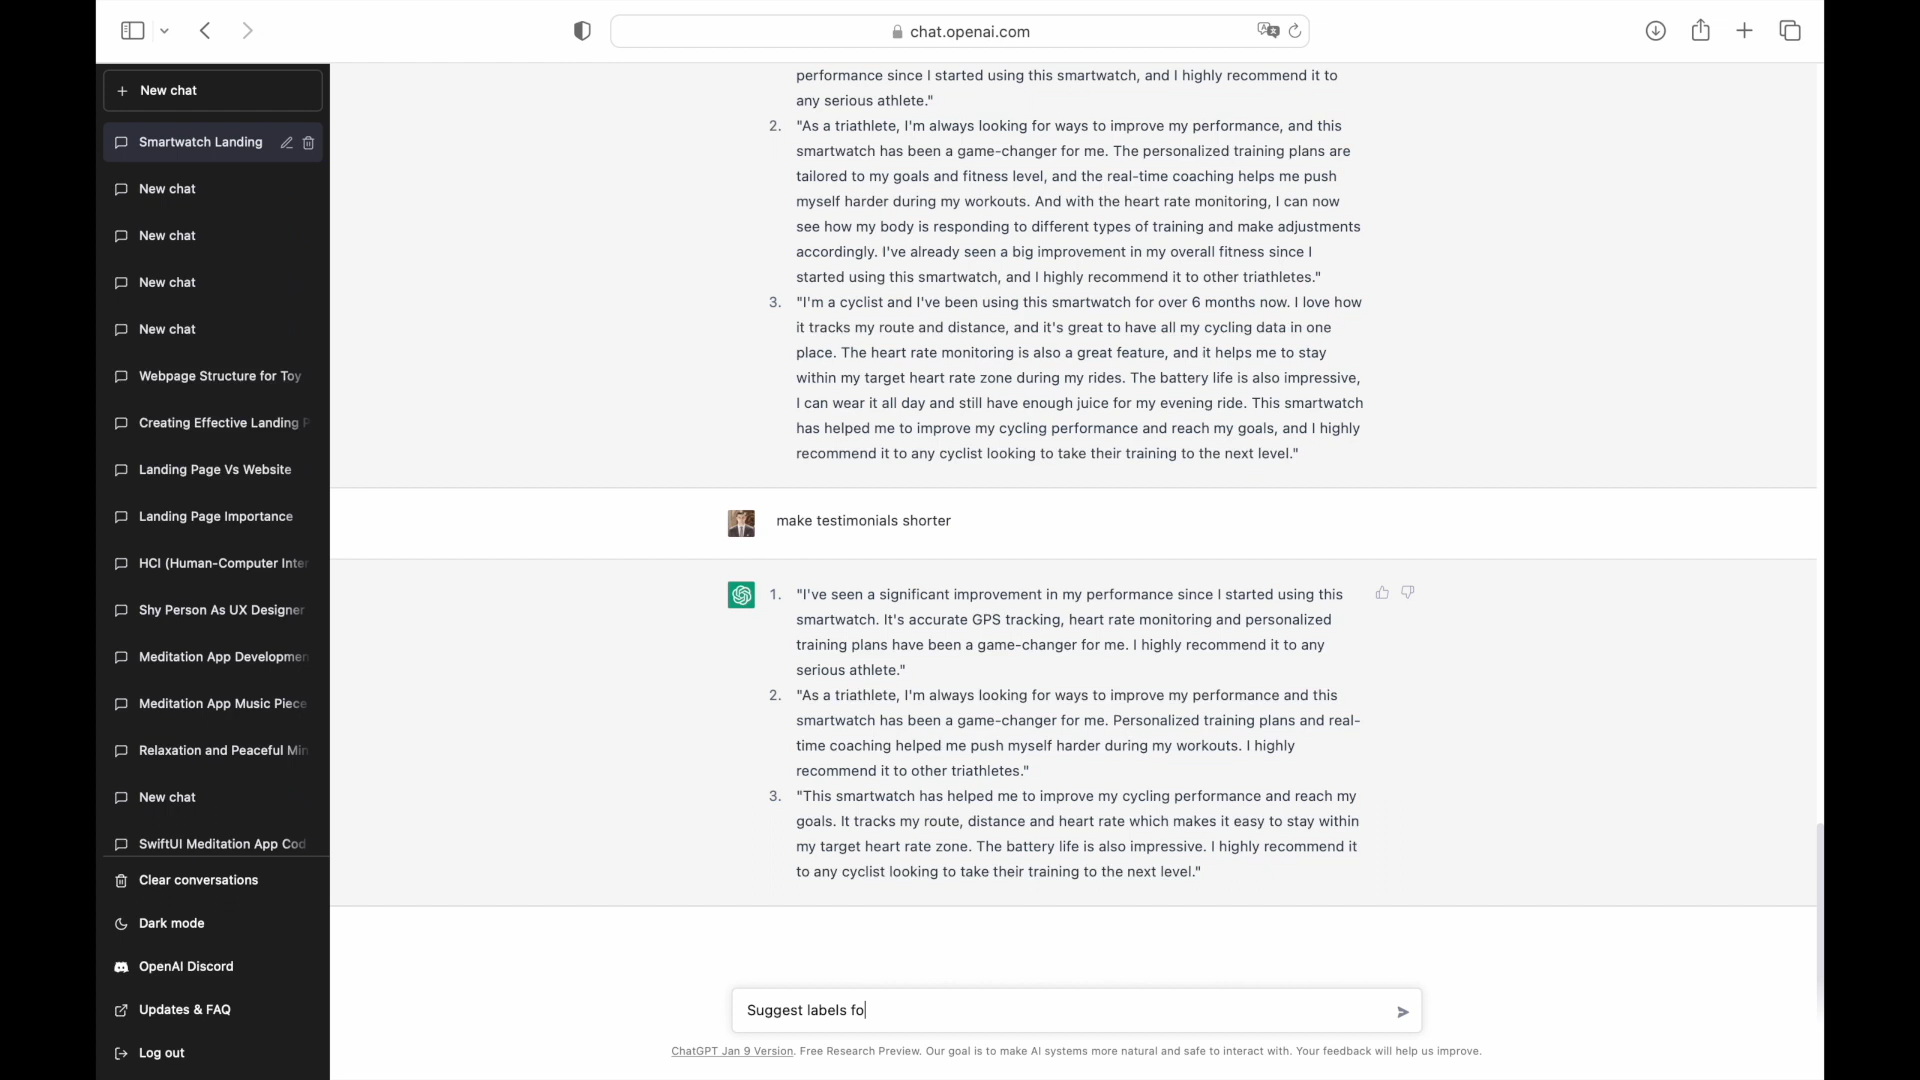 chat.openai.com
New chat
Smartwatch Landing
New chat
New chat
New chat
New chat
Webpage Structure for Toy
Creating Effective Landing P
Landing Page Vs Website
Landing Page Importance
HCI (Human-Computer Inter
Shy Person As UX Designer
Meditation App Developmen
Meditation App Music Piece
Relaxation and Peaceful Min
New chat
SwiftUI Meditation App Cod
Clear conversations
Dark mode
OpenAI Discord
Updates & FAQ
Log out
performance since I started using this smartwatch, and I highly recommend it to
any serious athlete."
2. "As a triathlete, I'm always looking for ways to improve my performance, and this
smartwatch has been a game-changer for me. The personalized training plans are
tailored to my goals and fitness level, and the real-time coaching helps me push
myself harder during my workouts. And with the heart rate monitoring, I can now
see how my body is responding to different types of training and make adjustments
accordingly. I've already seen a big improvement in my overall fitness since I
started using this smartwatch, and I highly recommend it to other triathletes."
3. "I'm a cyclist and I've been using this smartwatch for over 6 months now. I love how
it tracks my route and distance, and it's great to have all my cycling data in one
place. The heart rate monitoring is also a great feature, and it helps me to stay
within my target heart rate zone during my rides. The battery life is also impressive,
I can wear it all day and still have enough juice for my evening ride. This smartwatch
has helped me to improve my cycling performance and reach my goals, and I highly
recommend it to any cyclist looking to take their training to the next level."
make testimonials shorter
1. "I've seen a significant improvement in my performance since I started using this
smartwatch. It's accurate GPS tracking, heart rate monitoring and personalized
training plans have been a game-changer for me. I highly recommend it to any
serious athlete."
2. "As a triathlete, I'm always looking for ways to improve my performance and this
smartwatch has been a game-changer for me. Personalized training plans and real-
time coaching helped me push myself harder during my workouts. I highly
recommend it to other triathletes."
3. "This smartwatch has helped me to improve my cycling performance and reach my
goals. It tracks my route, distance and heart rate which makes it easy to stay within
my target heart rate zone. The battery life is also impressive. I highly recommend it
to any cyclist looking to take their training to the next level."
Suggest labels fo
ChatGPT Jan 9 Version. Free Research Preview. Our goal is to make AI systems more natural and safe to interact with. Your feedback will help us improve.